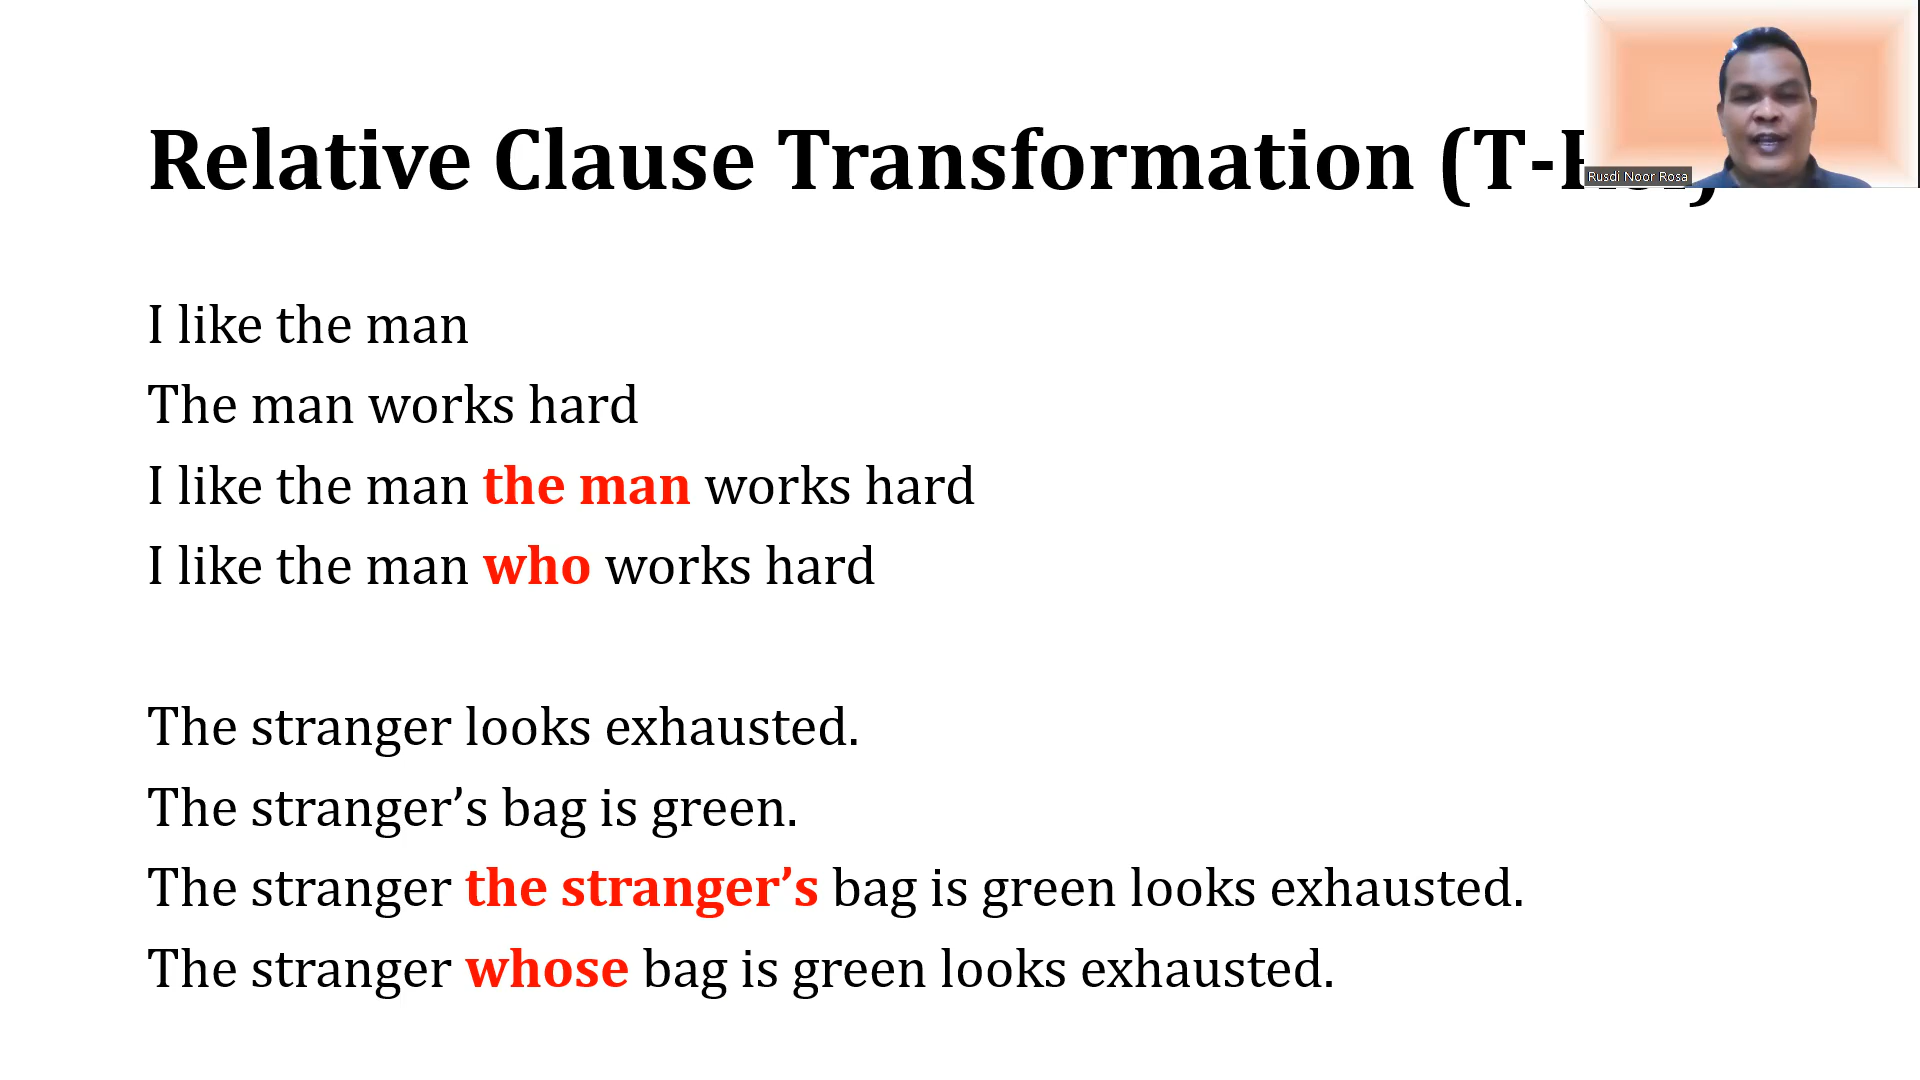 Relative Clause Transformation (T-
Rusdi Noor Rosa
I like the man
The man works hard
I like the man the man works hard
I like the man who works hard
The stranger looks exhausted.
The stranger’s bag is green.
The stranger the stranger’s bag is green looks exhausted.
The stranger whose bag is green looks exhausted.